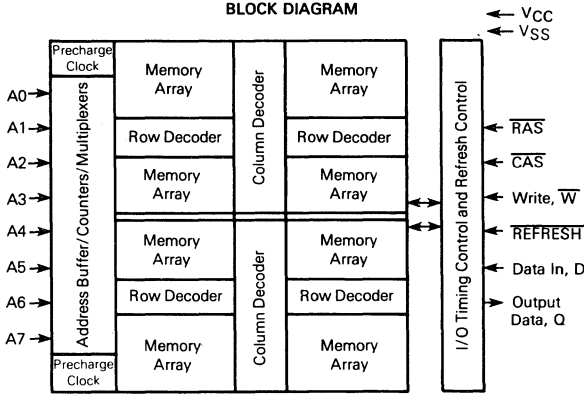 BLOCK DIAGRAM
VCC
VSS
Precharge
Clock
A0
A1
A2
A3
A4
A5
A6
A7
Address Buffer/Counters/Multiplexers
Precharge
Clock
Memory
Array
Row Decoder
Memory
Array
Memory
Array
Row Decoder
Memory
Array
Column Decoder
Column Decoder
Memory
Array
Row Decoder
Memory
Array
Memory
Array
Row Decoder
Memory
Array
I/O Timing Control and Refresh Control
R̅A̅S̅
C̅A̅S̅
Write, W̅
R̅E̅F̅R̅E̅S̅H̅
Data In, D
Output
Data, Q